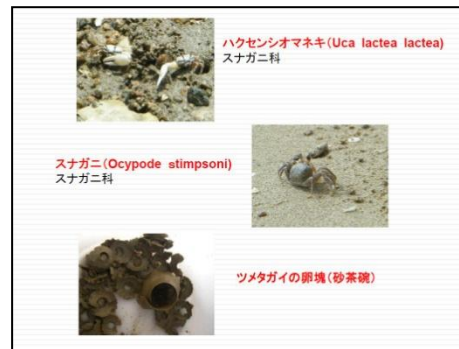 ハクセンシオマネキ(Uca lactea lactea)
スナガニ科
スナガニ(Ocypode stimpsoni)
スナガニ科
ツメタガイの卵塊(砂茶碗)